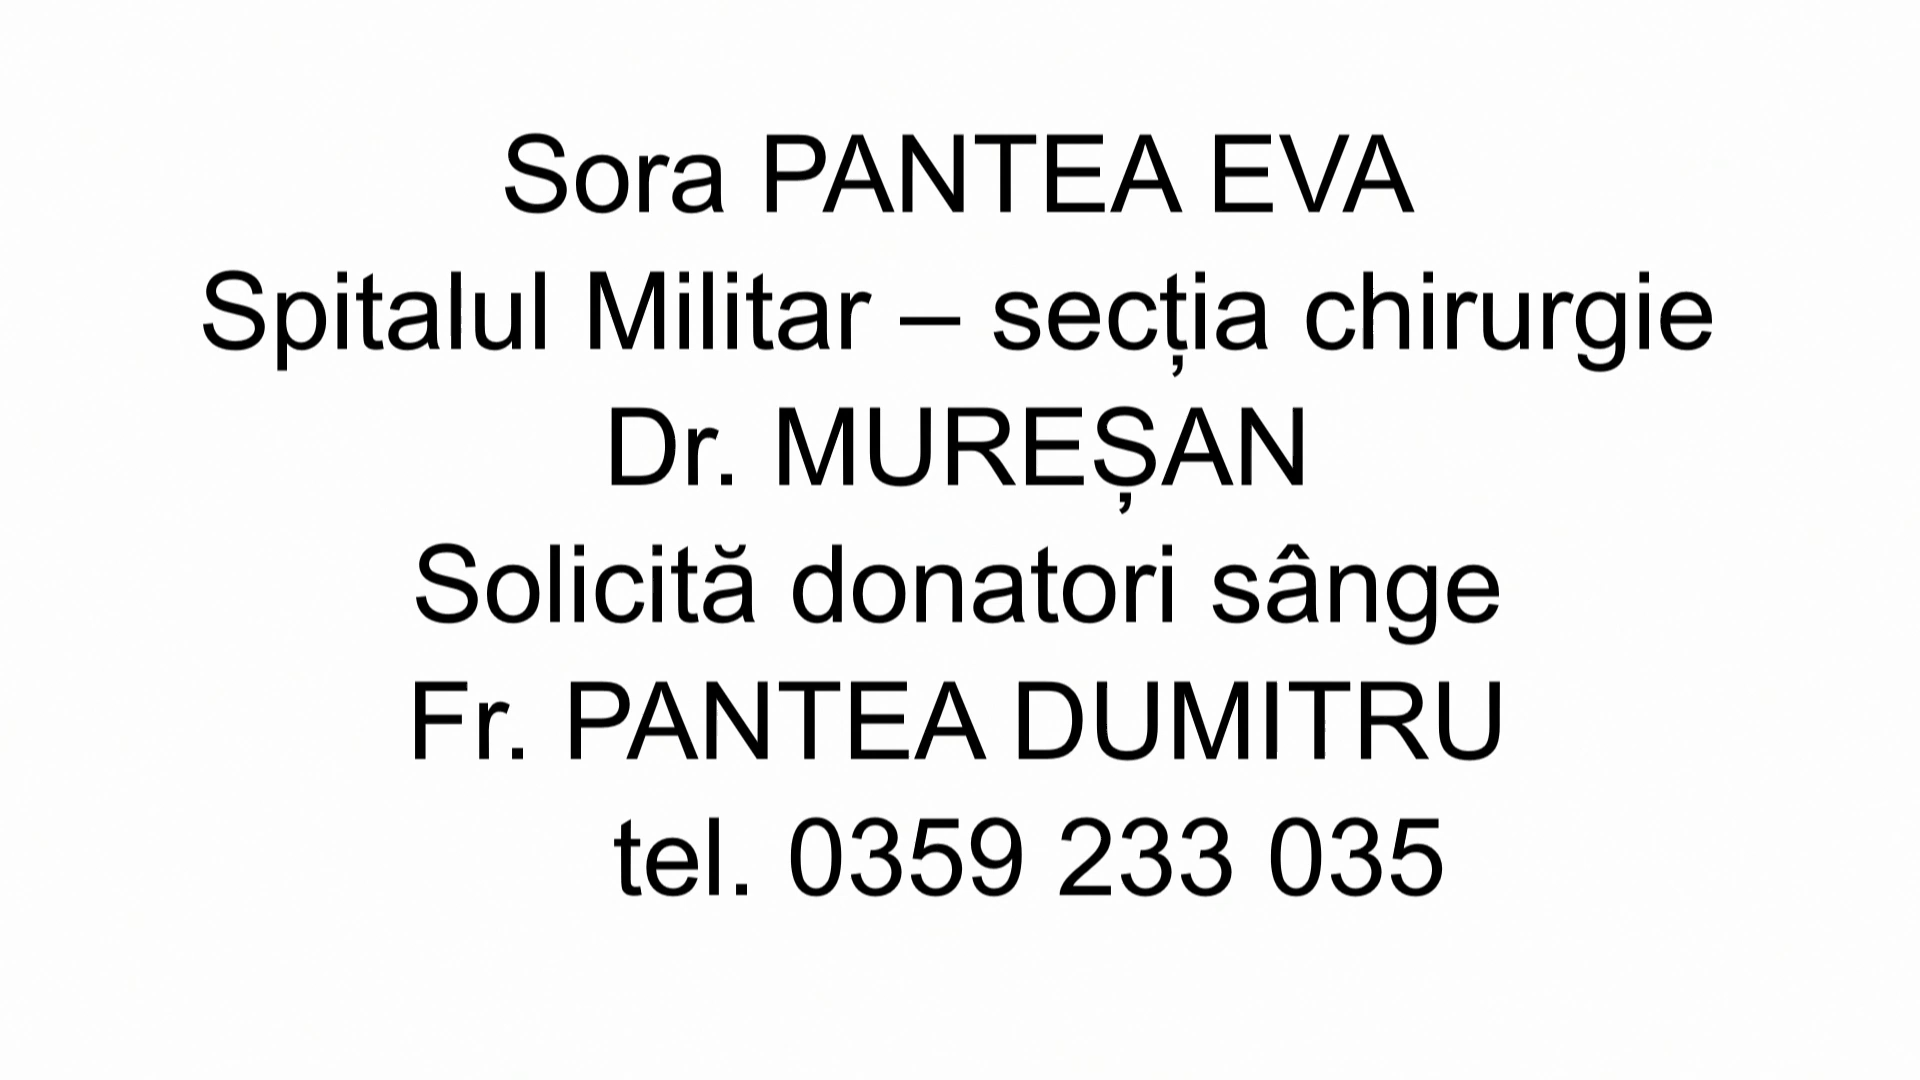 Sora PANTEA EVA
Spitalul Militar – secția chirurgie
Dr. MUREȘAN
Solicită donatori sânge
Fr. PANTEA DUMITRU
tel. 0359 233 035